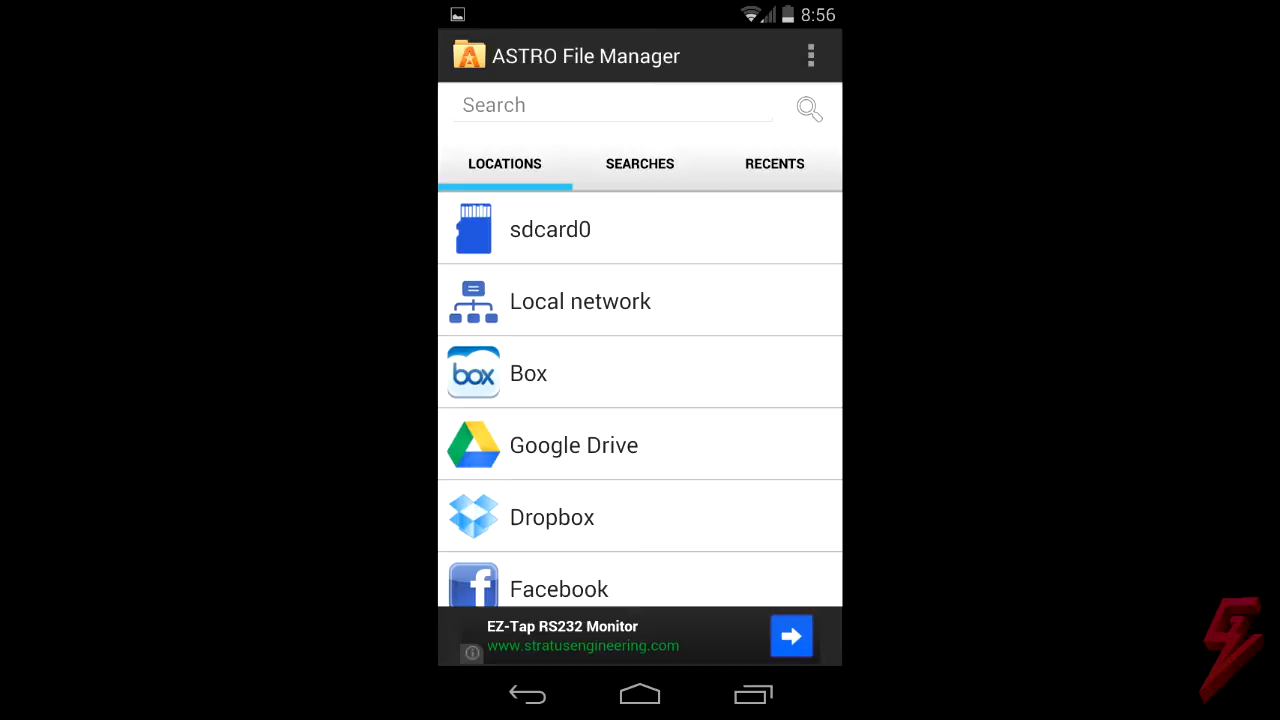 8:56
ASTRO File Manager
Search
LOCATIONS SEARCHES RECENTS
sdcard0
Local network
box Box
Google Drive
Dropbox
f Facebook
EZ-Tap RS232 Monitor
www.stratusengineering.com